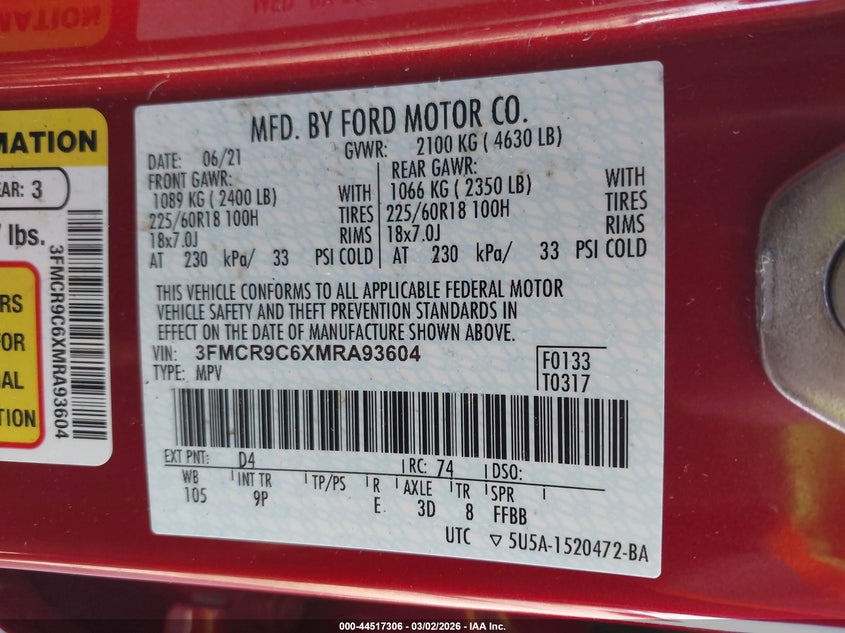 MATION
MFD. BY FORD MOTOR CO.
DATE: 06/21 GVWR: 2100 KG ( 4630 LB)
FRONT GAWR: REAR GAWR:
1089 KG ( 2400 LB) WITH 1066 KG ( 2350 LB) WITH
225/60R18 100H TIRES 225/60R18 100H TIRES
18x7.0J RIMS 18x7.0J RIMS
AT 230 kPa/ 33 PSI COLD AT 230 kPa/ 33 PSI COLD
THIS VEHICLE CONFORMS TO ALL APPLICABLE FEDERAL MOTOR
VEHICLE SAFETY AND THEFT PREVENTION STANDARDS IN
EFFECT ON THE DATE OF MANUFACTURE SHOWN ABOVE.
VIN: 3FMCR9C6XMRA93604
TYPE: MPV
F0133
T0317
EXT PNT: D4 RC: 74 DSO:
WB INT TR TP/PS R AXLE TR SPR
105 9P E 3D 8 FFBB
UTC ▽ 5U5A-1520472-BA
MATION
EAR: 3
lbs.
3FMCR9C6XMRA93604
RS
FOR
AL
TION
000-44517306 - 03/02/2026 - IAA Inc.